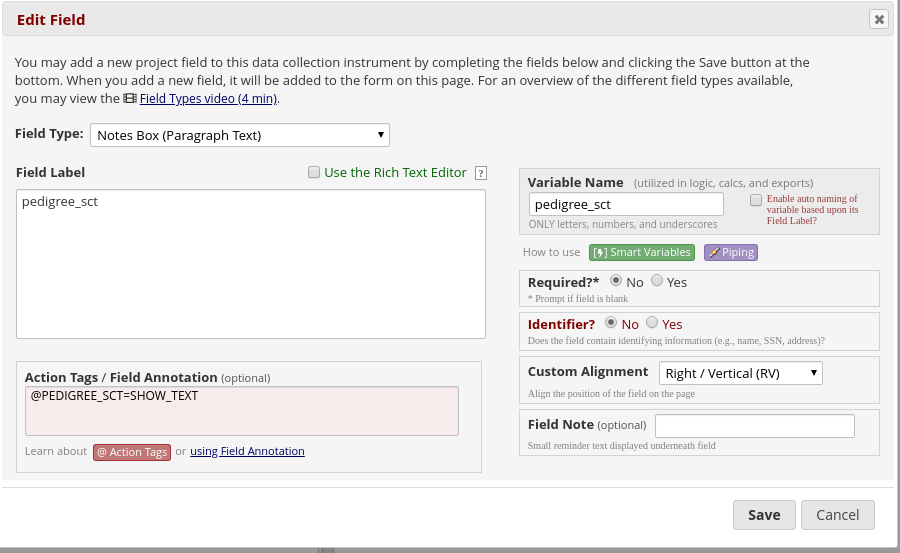 Edit Field
You may add a new project field to this data collection instrument by completing the fields below and clicking the Save button at the
bottom. When you add a new field, it will be added to the form on this page. For an overview of the different field types available,
you may view the Field Types video (4 min).
Field Type: Notes Box (Paragraph Text)
Field Label Use the Rich Text Editor ?
pedigree_sct
Action Tags / Field Annotation (optional)
@PEDIGREE_SCT=SHOW_TEXT
Learn about @ Action Tags or using Field Annotation
Variable Name (utilized in logic, calcs, and exports)
pedigree_sct
ONLY letters, numbers, and underscores
Enable auto naming of
variable based upon its
Field Label?
How to use [] Smart Variables Piping
Required?* No Yes
* Prompt if field is blank
Identifier? No Yes
Does the field contain identifying information (e.g., name, SSN, address)?
Custom Alignment Right / Vertical (RV)
Align the position of the field on the page
Field Note (optional)
Small reminder text displayed underneath field
Save Cancel